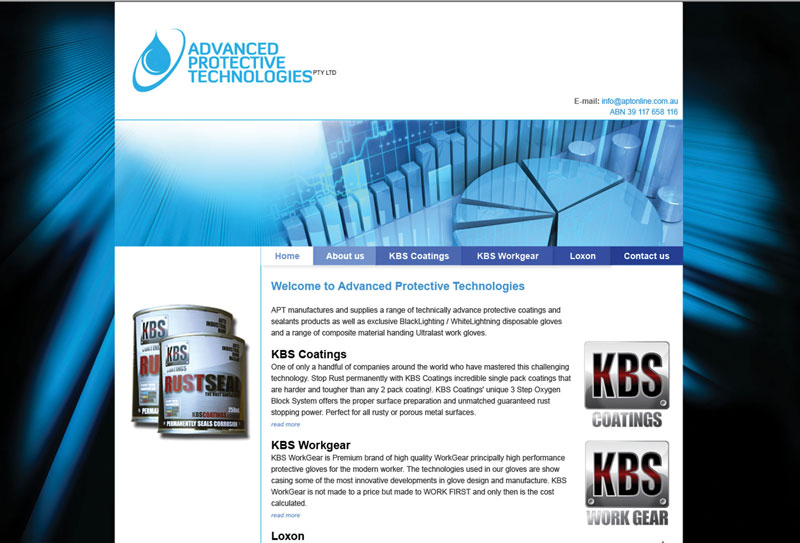 ADVANCED
PROTECTIVE
TECHNOLOGIES PTY LTD
E-mail: info@aptonline.com.au
ABN 39 117 658 116
Home About us KBS Coatings KBS Workgear Loxon Contact us
Welcome to Advanced Protective Technologies
APT manufactures and supplies a range of technically advance protective coatings and
sealants products as well as exclusive BlackLighting / WhiteLightning disposable gloves
and a range of composite material handing Ultralast work gloves.
KBS Coatings
One of only a handful of companies around the world who have mastered this challenging
technology. Stop Rust permanently with KBS Coatings incredible single pack coatings that
are harder and tougher than any 2 pack coating!. KBS Coatings' unique 3 Step Oxygen
Block System offers the proper surface preparation and unmatched guaranteed rust
stopping power. Perfect for all rusty or porous metal surfaces.
read more
KBS Workgear
KBS WorkGear is Premium brand of high quality WorkGear principally high performance
protective gloves for the modern worker. The technologies used in our gloves are show
casing some of the most innovative developments in glove design and manufacture. KBS
WorkGear is not made to a price but made to WORK FIRST and only then is the cost
calculated.
read more
Loxon
KBS
COATINGS
KBS
WORK GEAR
KBS
COATINGS
RUST
KBS
COATINGS
RUSTSEAL
KBS COATINGS
250ml
PERMANENTLY SEALS CORROSION